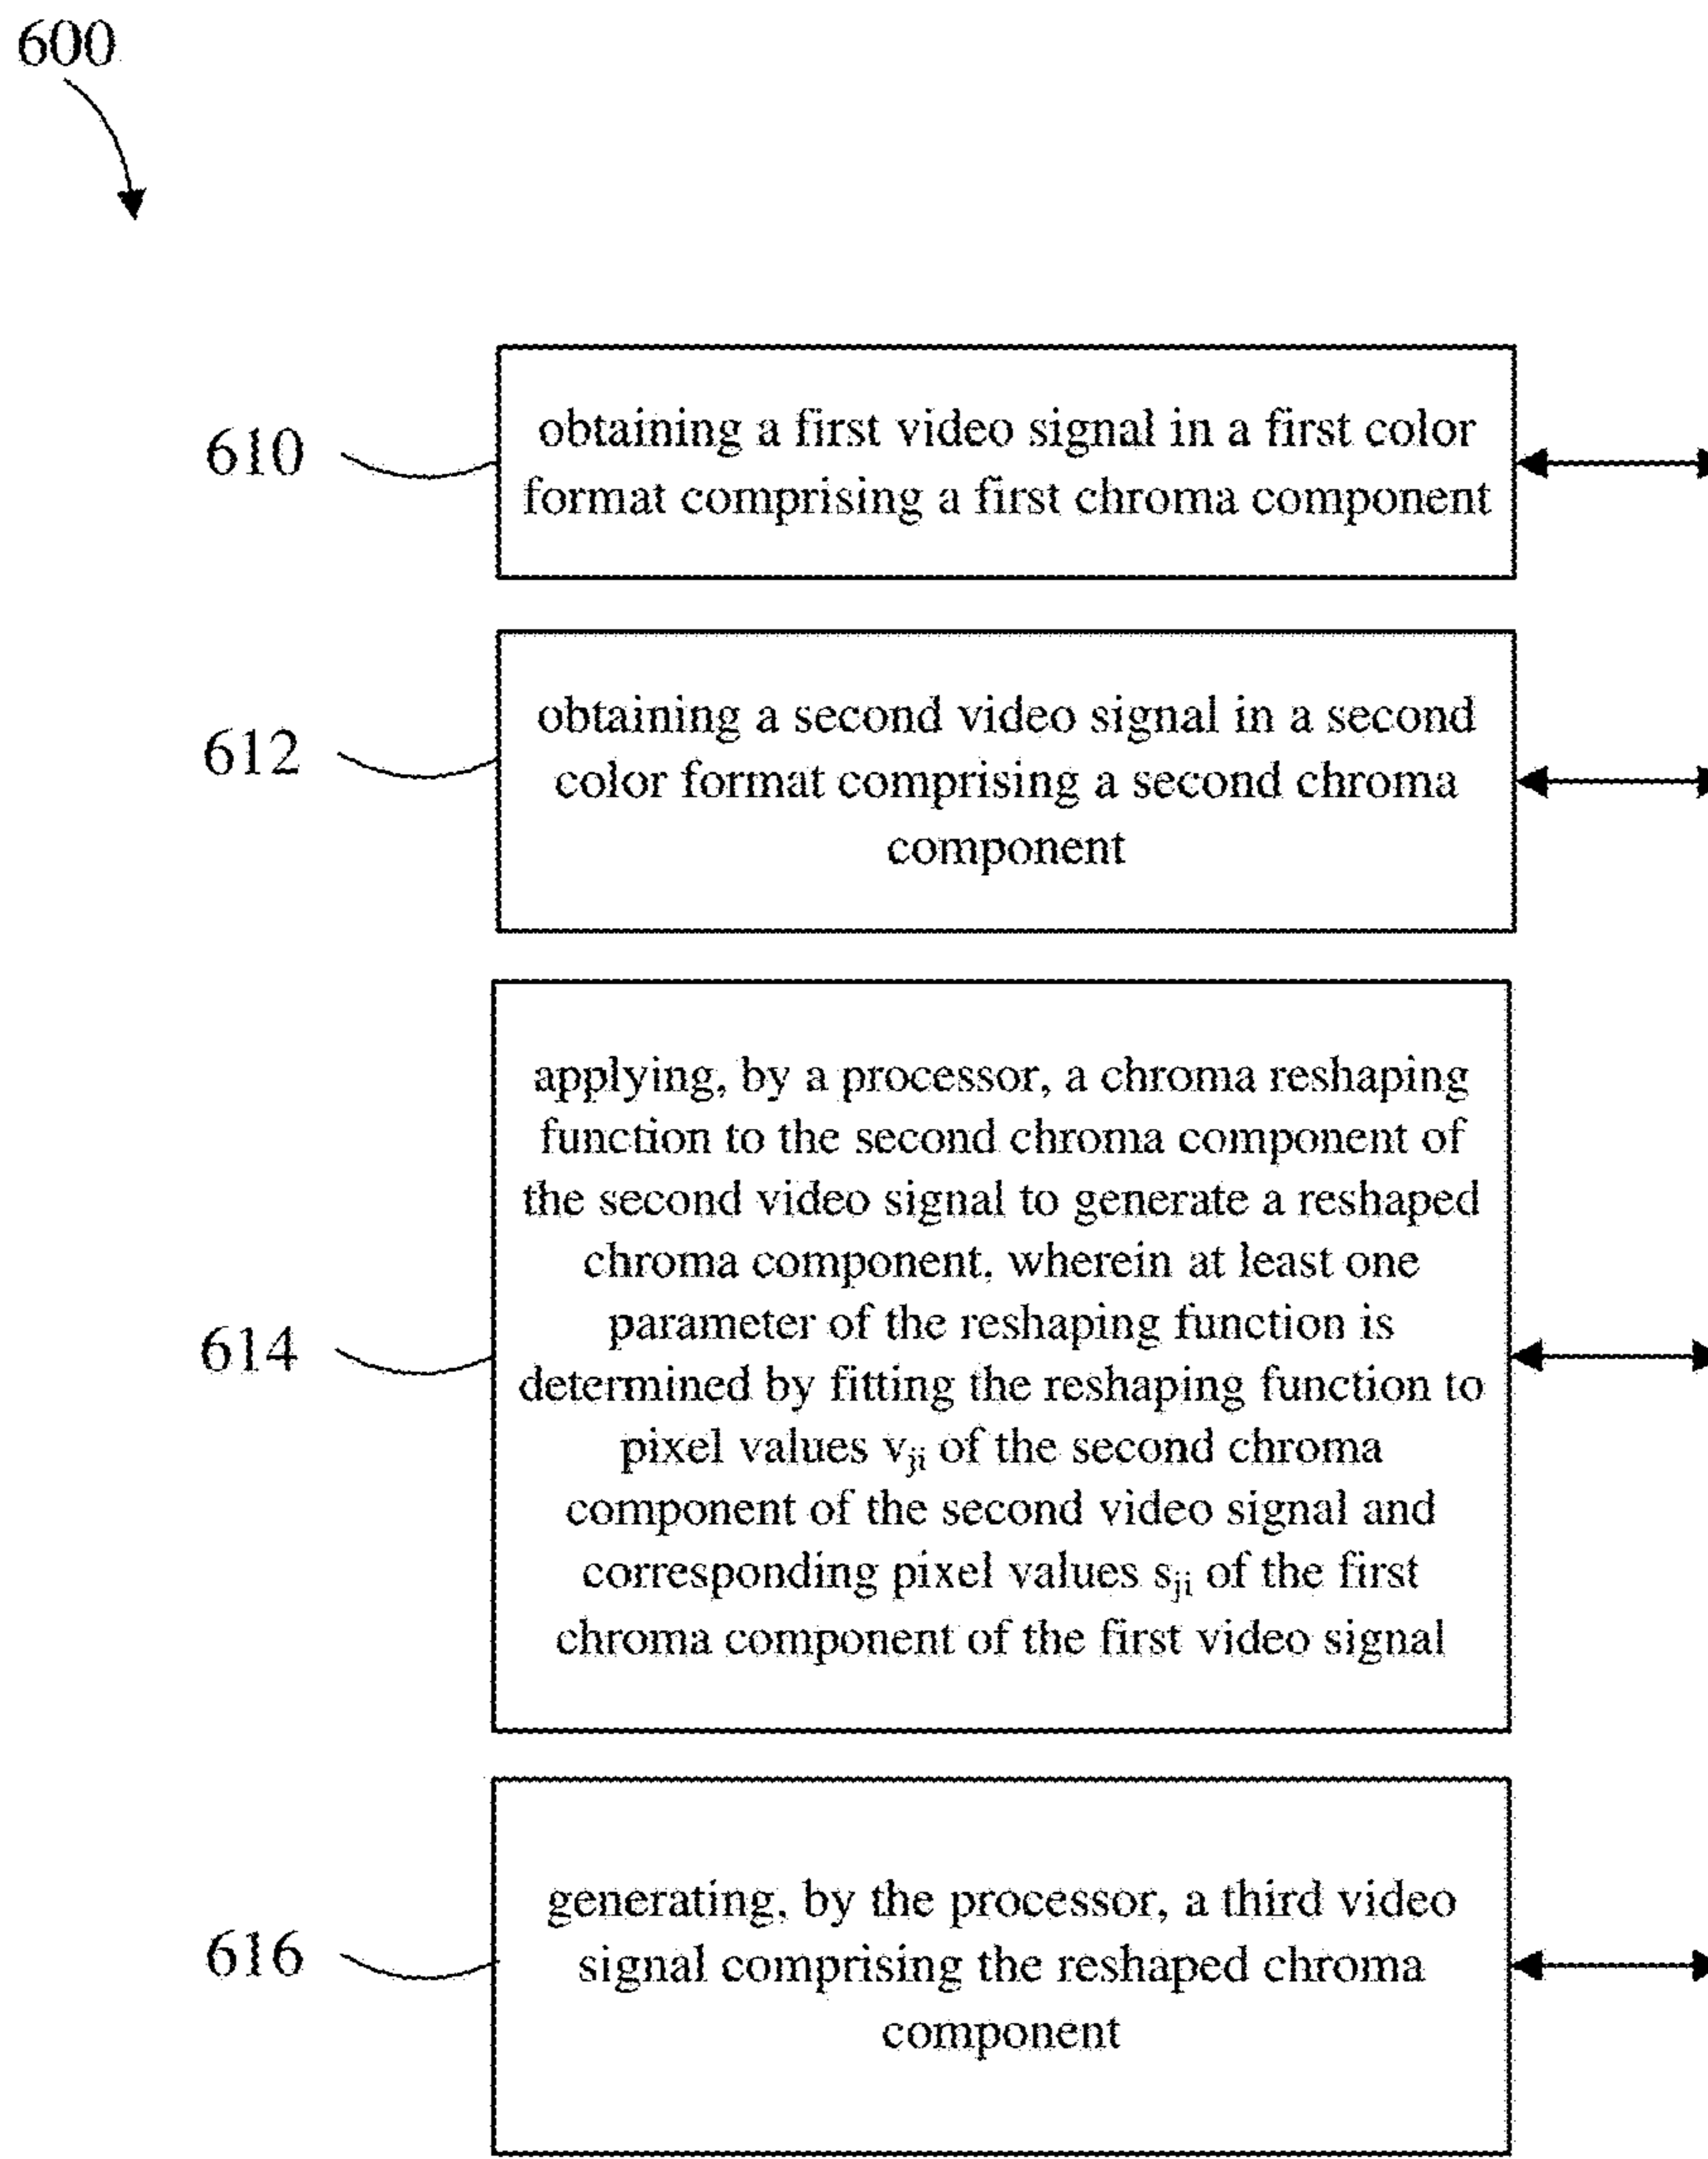 600
610
obtaining a first video signal in a first color
format comprising a first chroma component
612
obtaining a second video signal in a second
color format comprising a second chroma
component
614
applying, by a processor, a chroma reshaping
function to the second chroma component of
the second video signal to generate a reshaped
chroma component, wherein at least one
parameter of the reshaping function is
determined by fitting the reshaping function to
pixel values vji of the second chroma
component of the second video signal and
corresponding pixel values sji of the first
chroma component of the first video signal
616
generating, by the processor, a third video
signal comprising the reshaped chroma
component